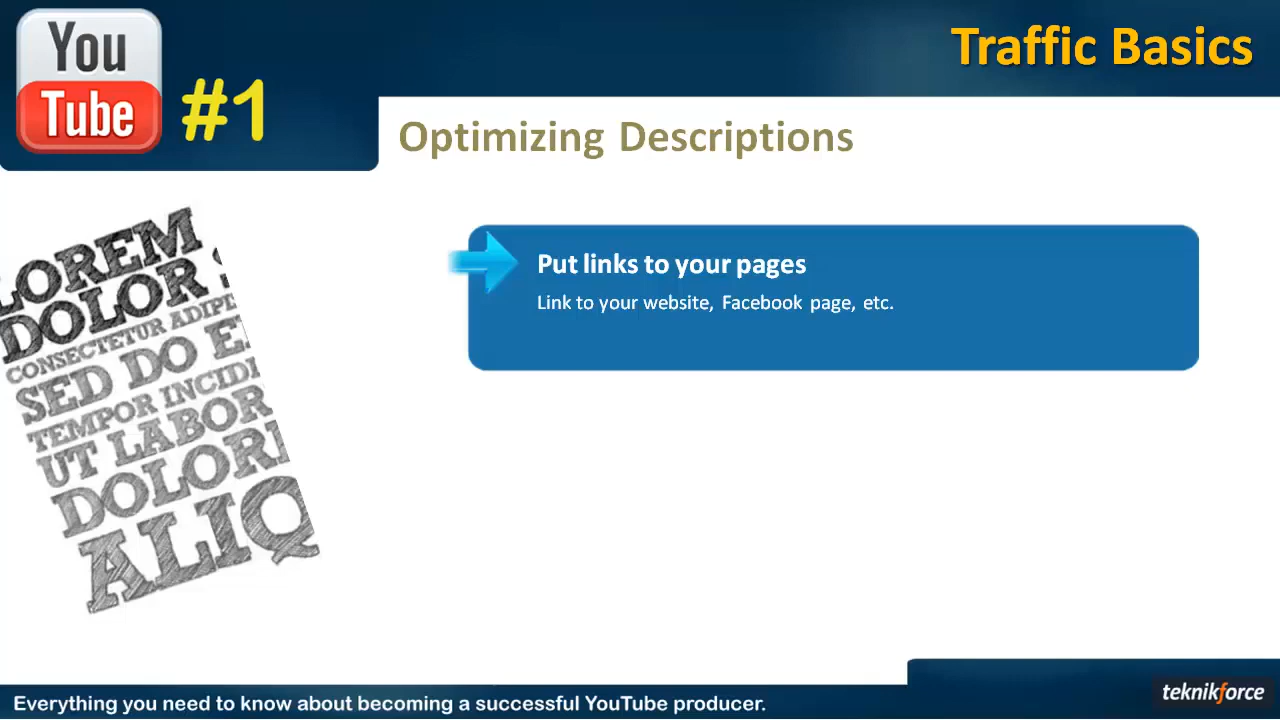 You
Tube
#1
Traffic Basics
Optimizing Descriptions
Put links to your pages
Link to your website, Facebook page, etc.
LOREM
DOLOR
CONSECTETUR ADIPI
SED DO E
TEMPOR INCIDI
UT LABOR
DOLOR
ALIQ
Everything you need to know about becoming a successful YouTube producer.
teknikforce